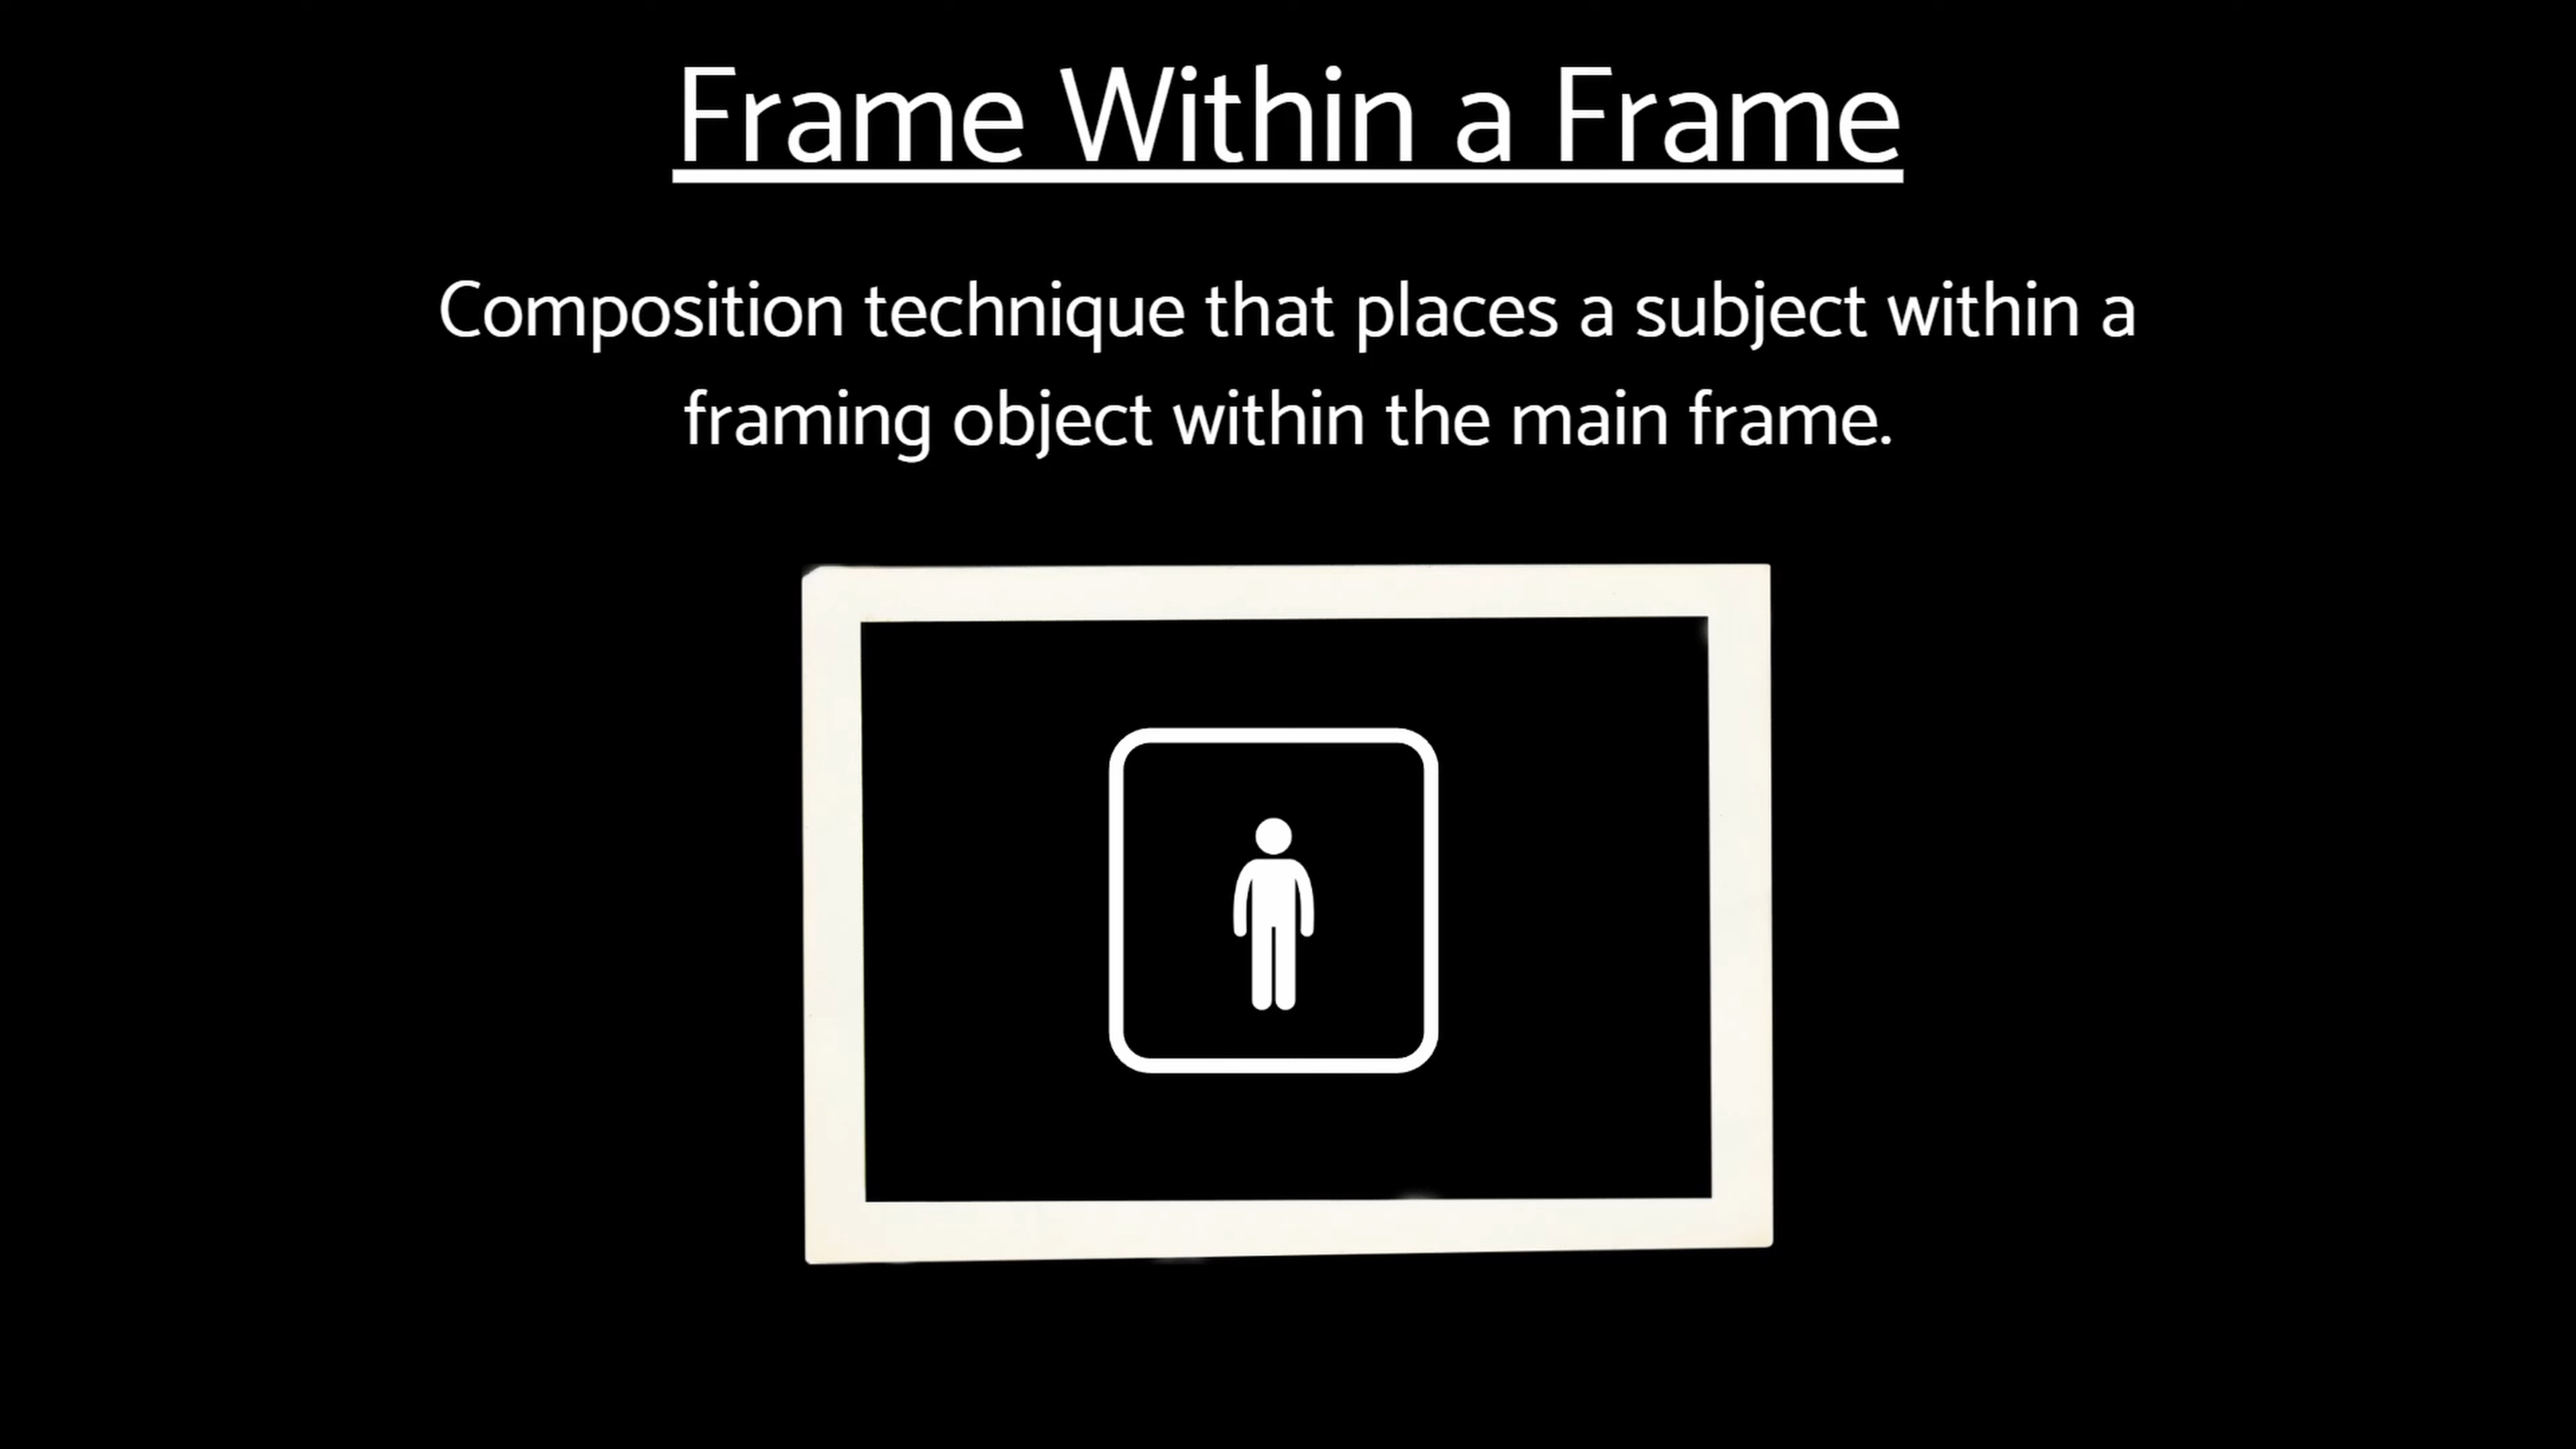 Frame Within a Frame
Composition technique that places a subject within a
framing object within the main frame.